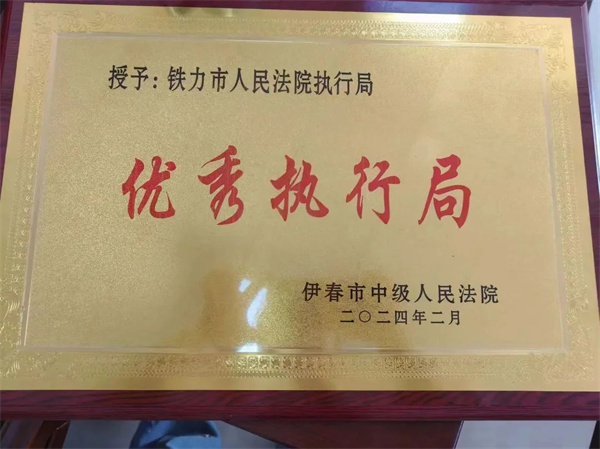 授予：铁力市人民法院执行局
优秀执行局
伊春市中级人民法院
二〇二四年二月